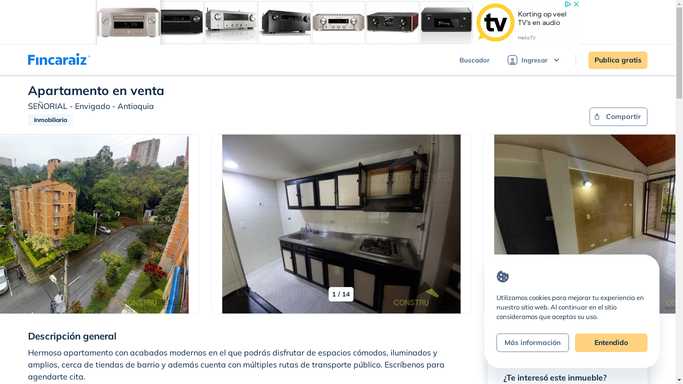 tv
Korting op veel
TV's en audio
HelloTV
Fincaraiz
Buscador
Ingresar
Publica gratis
Apartamento en venta
SEÑORIAL - Envigado - Antioquia
Inmobiliaria
Compartir
CONSTRU
1 / 14
CONSTRU
Utilizamos cookies para mejorar tu experiencia en
nuestro sitio web. Al continuar en el sitio
consideramos que aceptas su uso.
Más información
Entendido
Descripción general
Hermoso apartamento con acabados modernos en el que podrás disfrutar de espacios cómodos, iluminados y
amplios, cerca de tiendas de barrio y además cuenta con múltiples rutas de transporte público. Escríbenos para
agendarte cita.
¿Te interesó este inmueble?